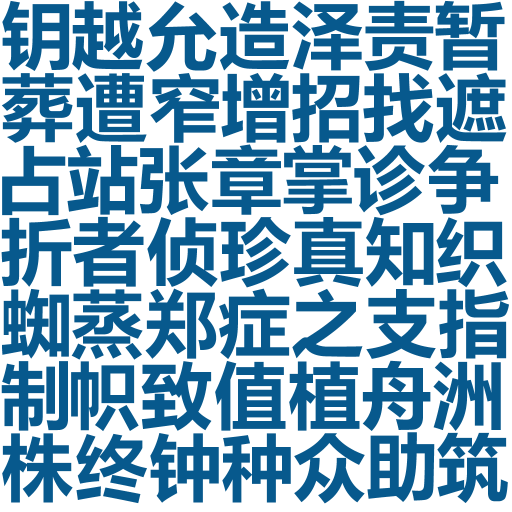 钥越允造泽责暂
葬遭窄增招找遮
占站张章掌诊争
折者侦珍真知织
蜘蒸郑症之支指
制帜致值植舟洲
株终钟种众助筑